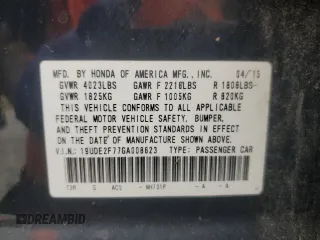 MFD. BY HONDA OF AMERICA MFG., INC. 04/15
GVWR 4023LBS GAWR F 2216LBS R 1808LBS
GVWR 1825KG GAWR F 1005KG R 820KG
THIS VEHICLE CONFORMS TO ALL APPLICABLE
FEDERAL MOTOR VEHICLE SAFETY, BUMPER,
AND THEFT PREVENTION STANDARDS IN EFFECT
ON THE DATE OF MANUFACTURE SHOWN ABOVE.
V.I.N.: 19UDE2F77GA008623 TYPE: PASSENGER CAR
ACS NH731P - A - A
DREAMBID